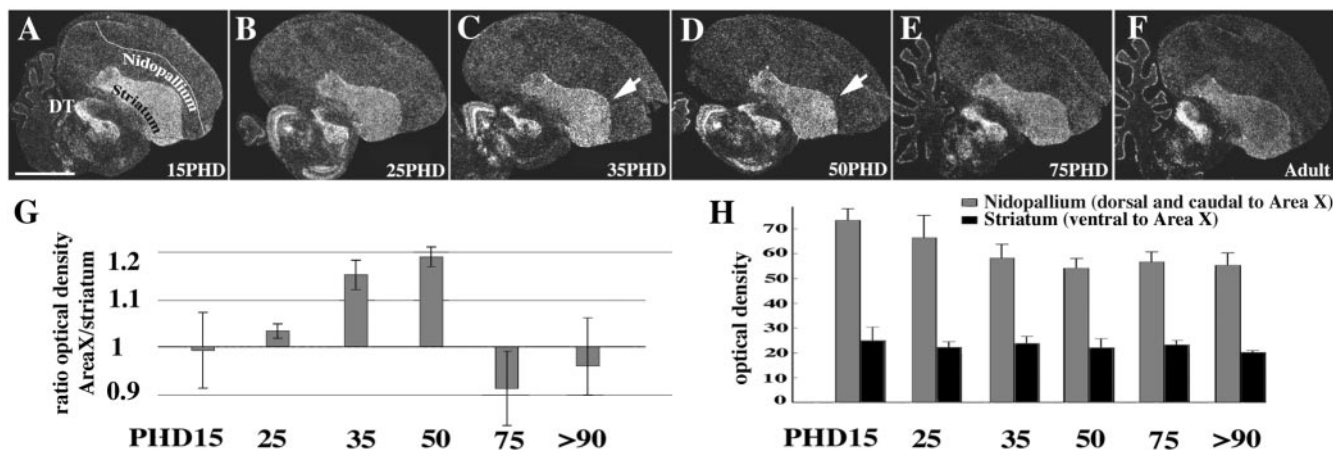 A
Nidopallium
Striatum
DT
15PHD
B
25PHD
C
35PHD
D
50PHD
E
75PHD
F
Adult
G
ratio optical density
AreaX/striatum
1.2
1.1
1
0.9
PHD15 25 35 50 75 >90
H
Nidopallium (dorsal and caudal to Area X)
Striatum (ventral to Area X)
optical density
70
60
50
30
20
10
0
PHD15 25 35 50 75 >90